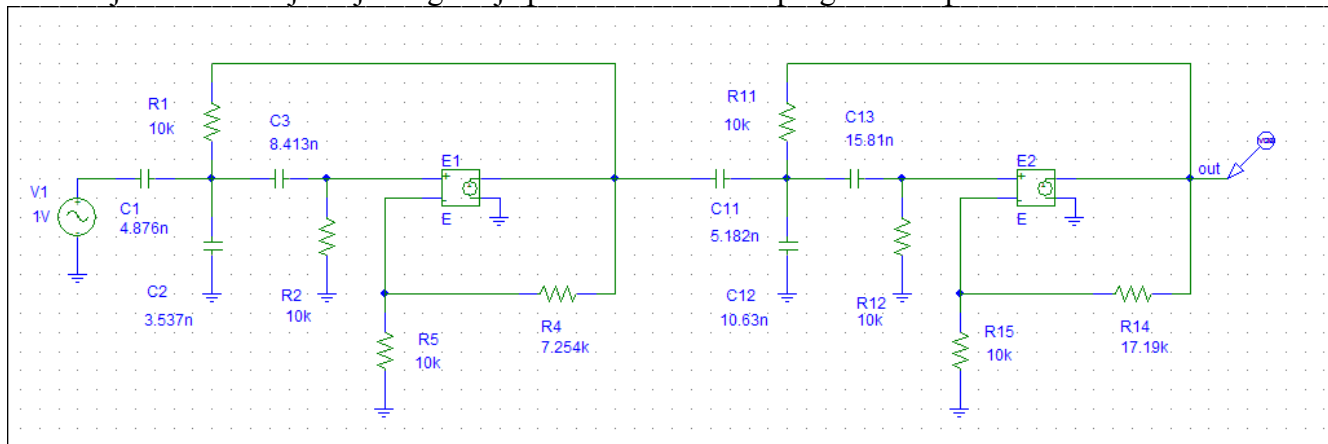 R1
10k
C3
8.413n
E1
E
V1
1V
C1
4.876n
C2
3.537n
R2
10k
R5
10k
R4
7.254k
R11
10k
C13
15.81n
E2
E
out
C11
5.182n
C12
10.63n
R12
10k
R15
10k
R14
17.19k